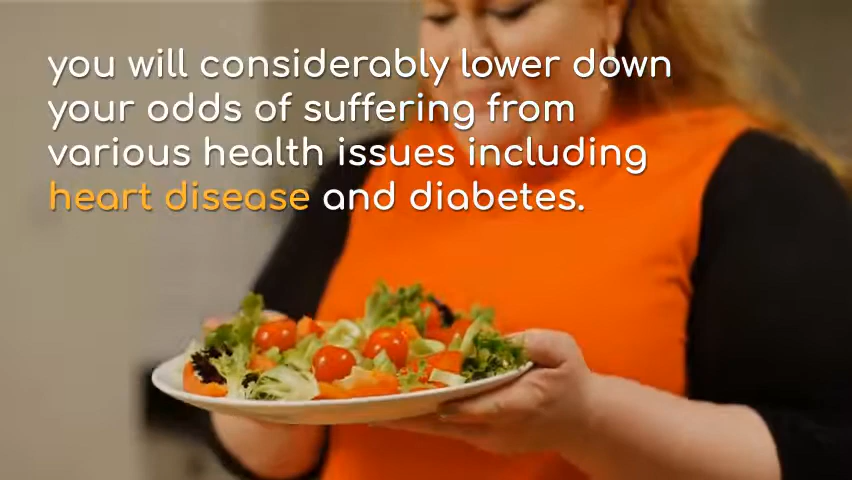 you will considerably lower down
your odds of suffering from
various health issues including
heart disease and diabetes.